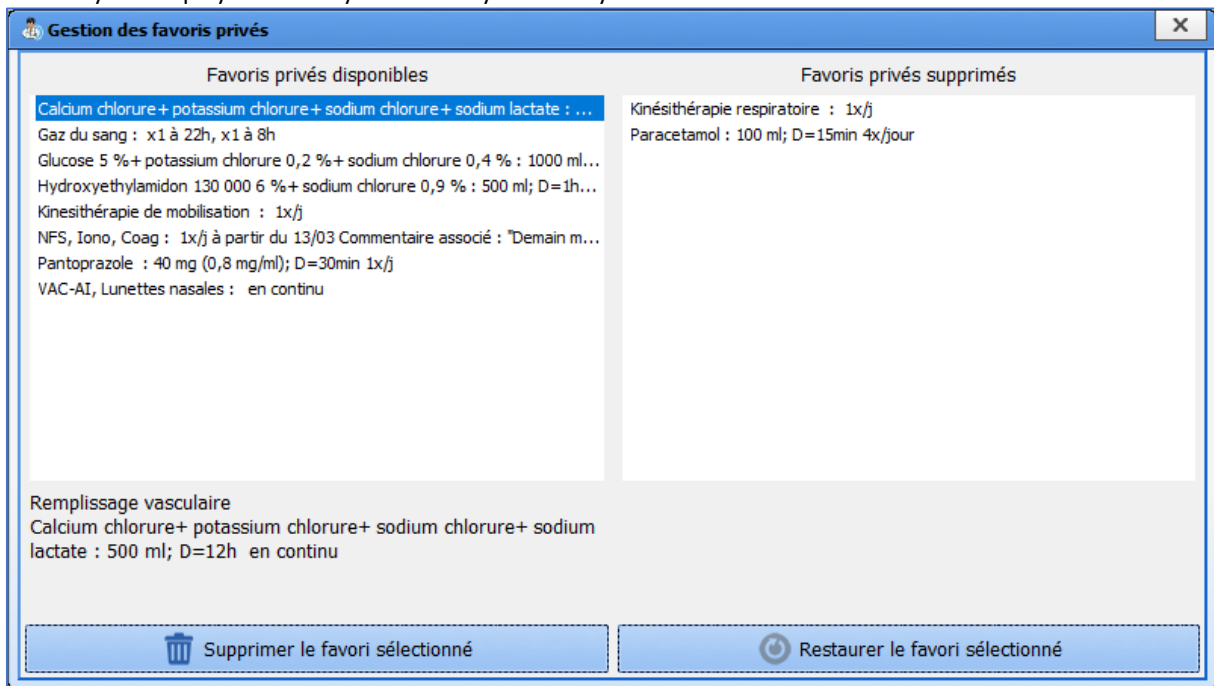 Gestion des favoris privés
Favoris privés disponibles
Calcium chlorure+ potassium chlorure+ sodium chlorure+ sodium lactate : ...
Gaz du sang : x1 à 22h, x1 à 8h
Glucose 5 %+ potassium chlorure 0,2 %+ sodium chlorure 0,4 % : 1000 ml...
Hydroxyethylamidon 130 000 6 %+ sodium chlorure 0,9 % : 500 ml; D=1h...
Kinesithérapie de mobilisation : 1x/j
NFS, Iono, Coag : 1x/j à partir du 13/03 Commentaire associé : "Demain m...
Pantoprazole : 40 mg (0,8 mg/ml); D=30min 1x/j
VAC-AI, Lunettes nasales : en continu
Remplissage vasculaire
Calcium chlorure+ potassium chlorure+ sodium chlorure+ sodium
lactate : 500 ml; D=12h en continu
Supprimer le favori sélectionné
Favoris privés supprimés
Kinésithérapie respiratoire : 1x/j
Paracetamol : 100 ml; D=15min 4x/jour
Restaurer le favori sélectionné